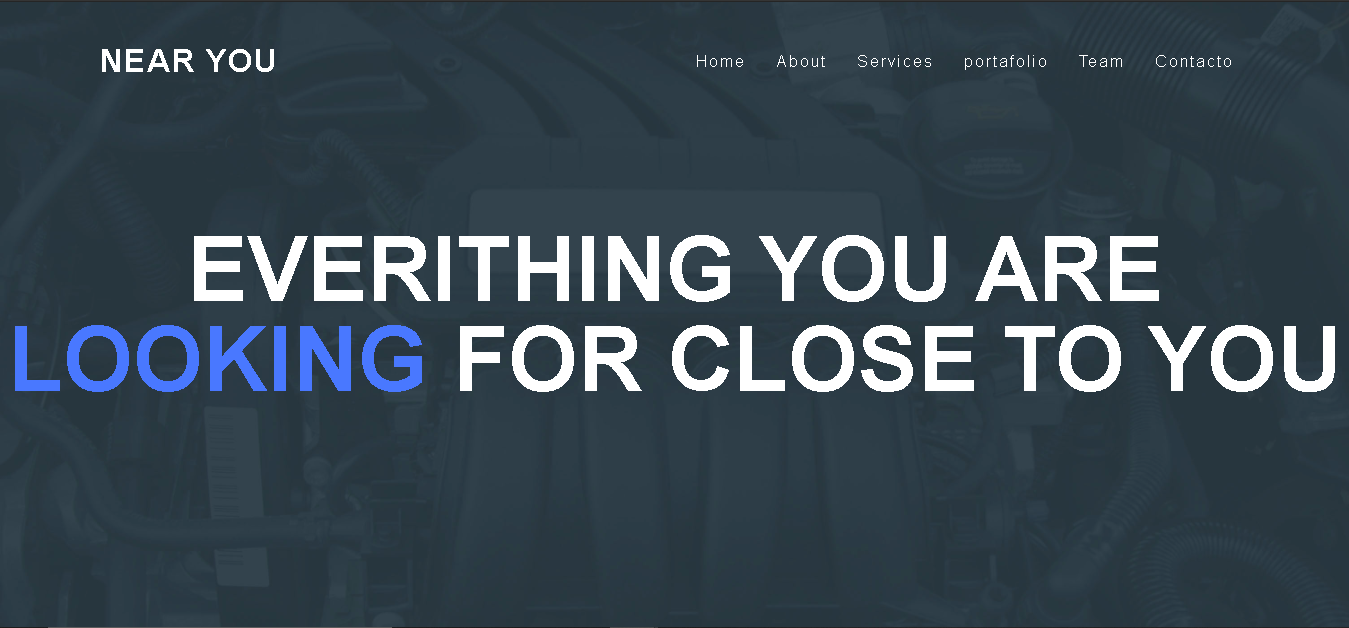 NEAR YOU
Home About Services portafolio Team Contacto
EVERITHING YOU ARE
LOOKING FOR CLOSE TO YOU